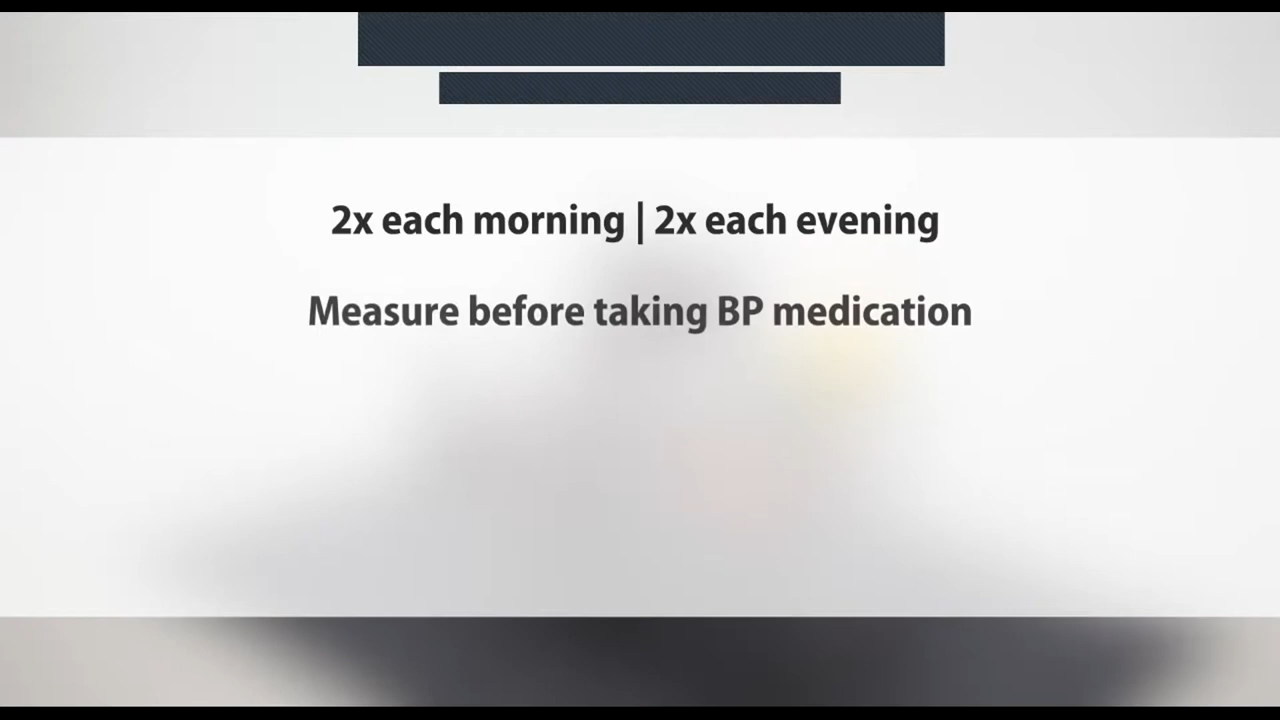 2x each morning | 2x each evening
Measure before taking BP medication